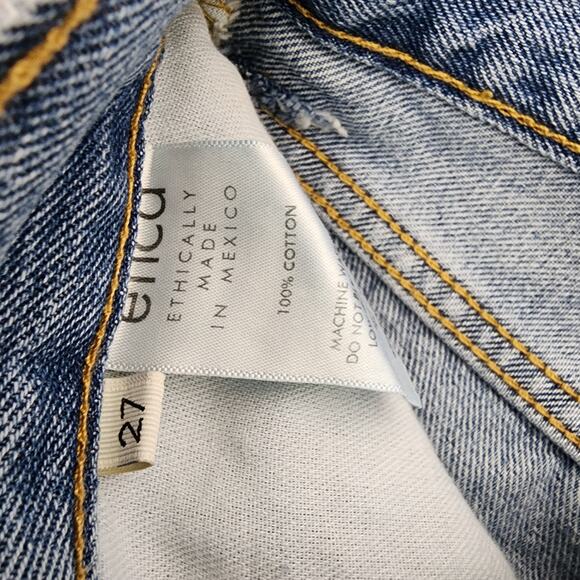 ETHICALLY
MADE
IN MEXICO
100% COTTON
MACHINE
DO NOT
27